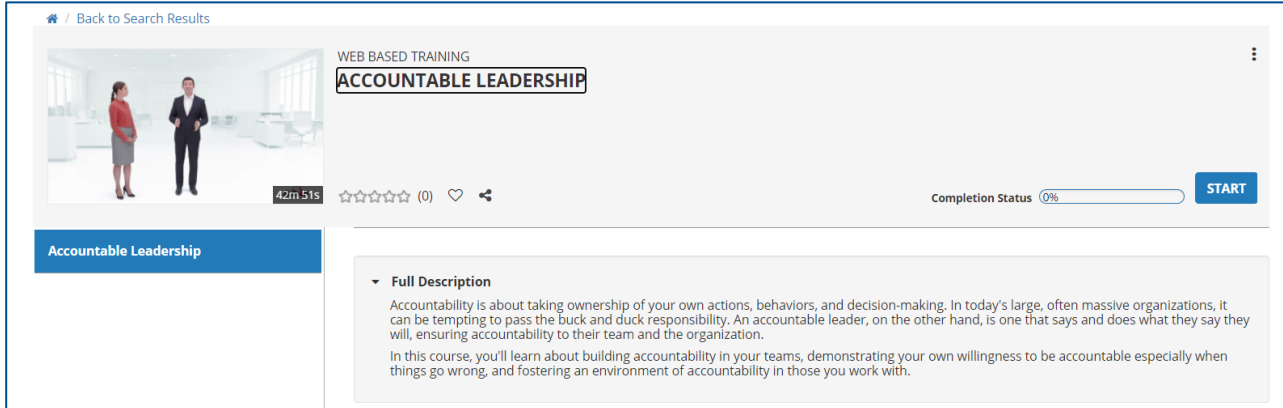 / Back to Search Results
WEB BASED TRAINING
ACCOUNTABLE LEADERSHIP
42m 51s
(0)
Completion Status
0%
START
Accountable Leadership
Full Description
Accountability is about taking ownership of your own actions, behaviors, and decision-making. In today's large, often massive organizations, it
can be tempting to pass the buck and duck responsibility. An accountable leader, on the other hand, is one that says and does what they say they
will, ensuring accountability to their team and the organization.
In this course, you'll learn about building accountability in your teams, demonstrating your own willingness to be accountable especially when
things go wrong, and fostering an environment of accountability in those you work with.